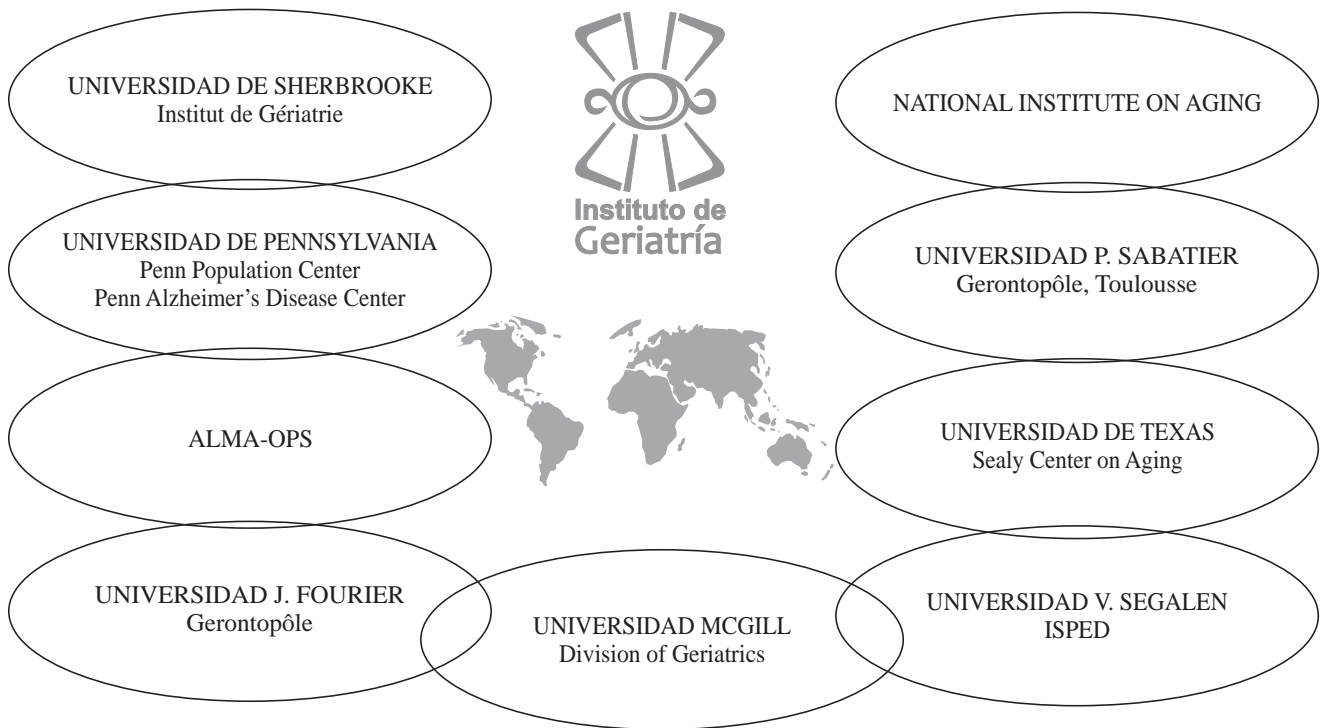 UNIVERSIDAD DE SHERBROOKE
Institut de Gériatrie
UNIVERSIDAD DE PENNSYLVANIA
Penn Population Center
Penn Alzheimer’s Disease Center
ALMA-OPS
UNIVERSIDAD J. FOURIER
Gerontopôle
Instituto de
Geriatría
UNIVERSIDAD MCGILL
Division of Geriatrics
NATIONAL INSTITUTE ON AGING
UNIVERSIDAD P. SABATIER
Gerontopôle, Toulousse
UNIVERSIDAD DE TEXAS
Sealy Center on Aging
UNIVERSIDAD V. SEGALEN
ISPED